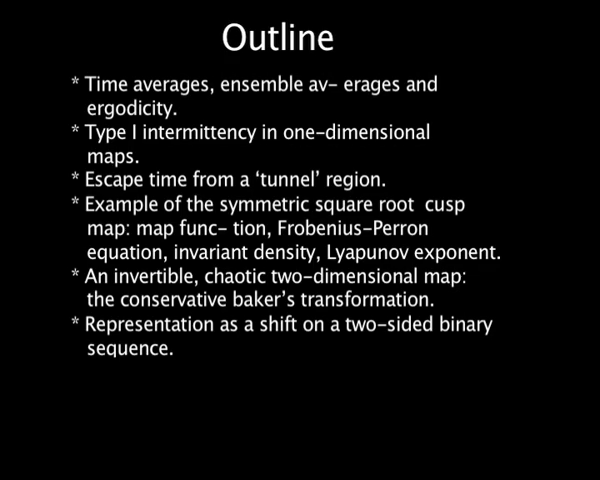 Outline
* Time averages, ensemble av- erages and
ergodicity.
* Type I intermittency in one-dimensional
maps.
* Escape time from a 'tunnel' region.
* Example of the symmetric square root  cusp
map: map func- tion, Frobenius-Perron
equation, invariant density, Lyapunov exponent.
* An invertible, chaotic two-dimensional map:
the conservative baker's transformation.
* Representation as a shift on a two-sided binary
sequence.